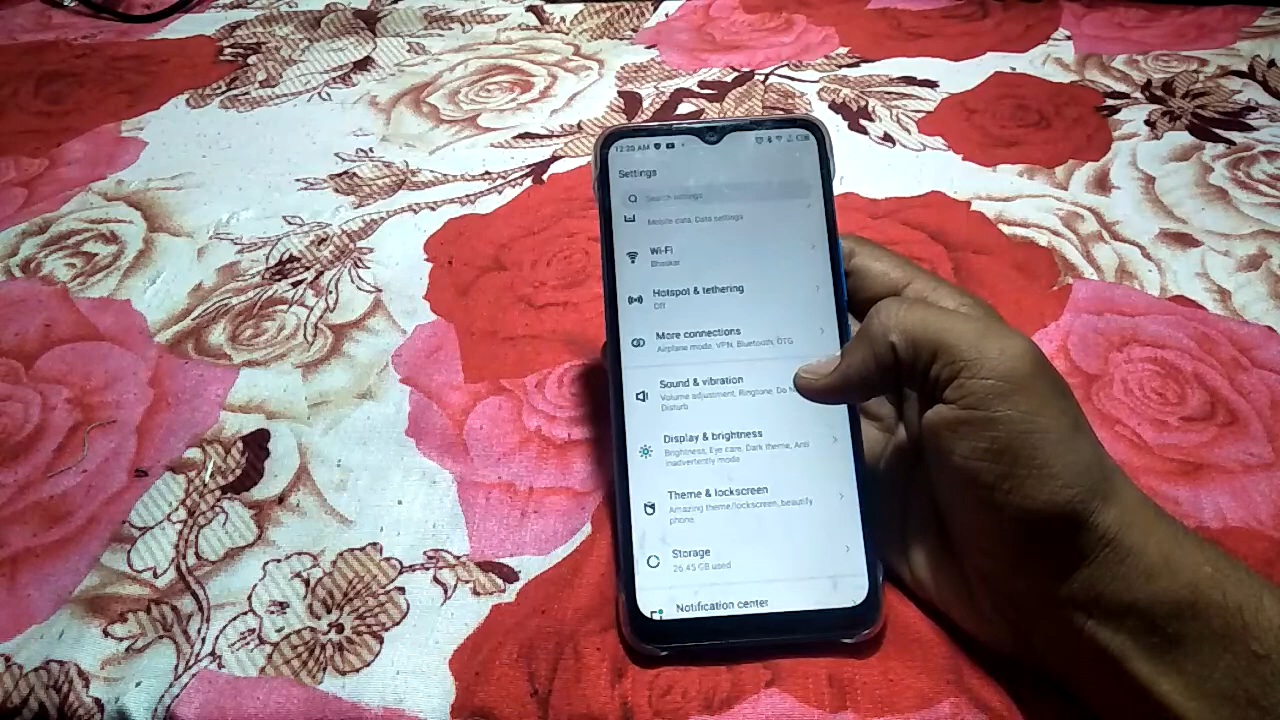 12:20 AM
Settings
Search settings
Mobile data, Data settings
Wi-Fi
Bhaskar
Hotspot & tethering
Off
More connections
Airplane mode, VPN, Bluetooth, OTG
Sound & vibration
Volume adjustment, Ringtone, Do
Disturb
Display & brightness
Brightness, Eye care, Dark theme, Anti
inadvertently mode
Theme & lockscreen
Amazing theme/lockscreen, beautify
phone.
Storage
26.45 GB used
Notification center